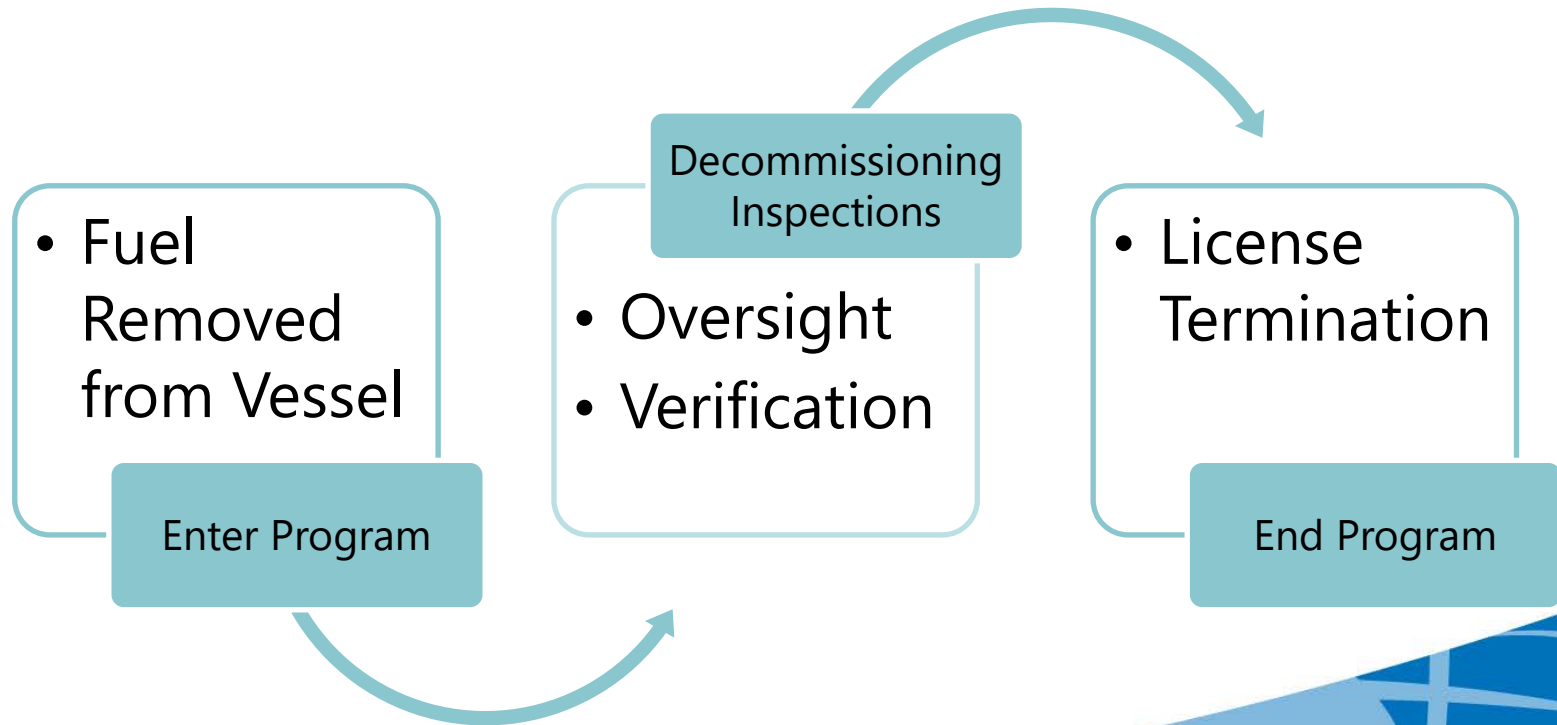 • Fuel
Removed
from Vessel
Enter Program
Decommissioning
Inspections
• Oversight
• Verification
• License
Termination
End Program